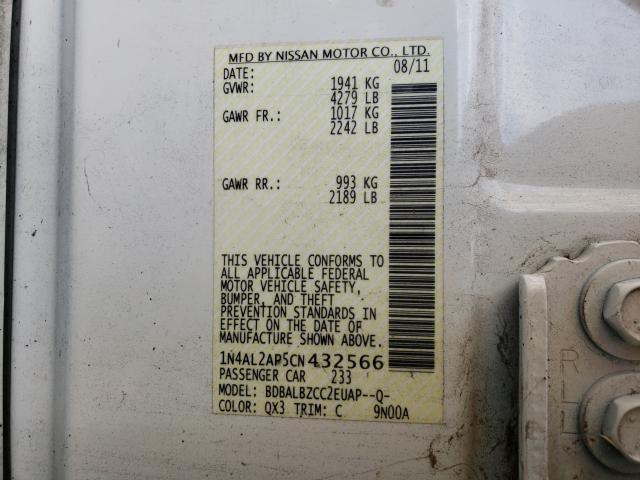 MFD BY NISSAN MOTOR CO., LTD.
DATE: 08/11
GVWR: 1941 KG
4279 LB
GAWR FR.: 1017 KG
2242 LB
GAWR RR.: 993 KG
2189 LB
THIS VEHICLE CONFORMS TO
ALL APPLICABLE FEDERAL
MOTOR VEHICLE SAFETY,
BUMPER, AND THEFT
PREVENTION STANDARDS IN
EFFECT ON THE DATE OF
MANUFACTURE SHOWN ABOVE.
1N4AL2AP5CN432566
PASSENGER CAR 233
MODEL: BDBALBZCC2EUAP--Q-
COLOR: QX3 TRIM: C 9N00A